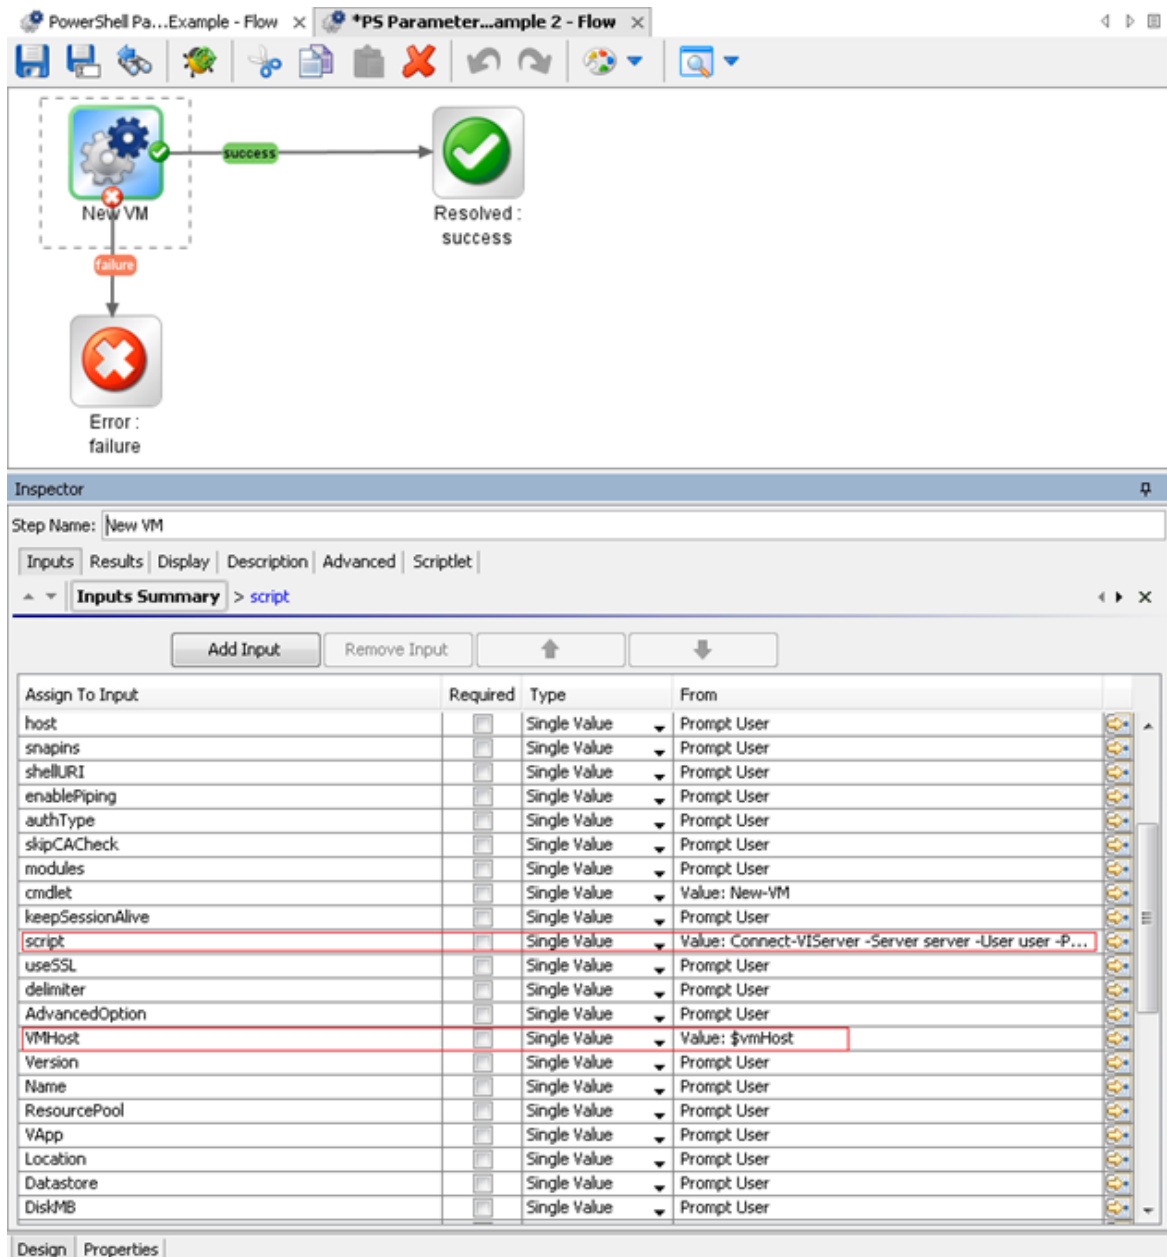 PowerShell Pa...Example - Flow
*PS Parameter...ample 2 - Flow
success
New VM
Resolved :
success
failure
Error :
failure
Inspector
Step Name: New VM
Inputs Results Display Description Advanced Scriptlet
Inputs Summary > script
Add Input Remove Input
Assign To Input Required Type From
host Single Value Prompt User
snapins Single Value Prompt User
shellURI Single Value Prompt User
enablePiping Single Value Prompt User
authType Single Value Prompt User
skipCACheck Single Value Prompt User
modules Single Value Prompt User
cmdlet Single Value Value: New-VM
keepSessionAlive Single Value Prompt User
script Single Value Value: Connect-VIServer -Server server -User user -P...
useSSL Single Value Prompt User
delimiter Single Value Prompt User
AdvancedOption Single Value Prompt User
VMHost Single Value Value: $vmHost
Version Single Value Prompt User
Name Single Value Prompt User
ResourcePool Single Value Prompt User
VApp Single Value Prompt User
Location Single Value Prompt User
Datastore Single Value Prompt User
DiskMB Single Value Prompt User
Design Properties